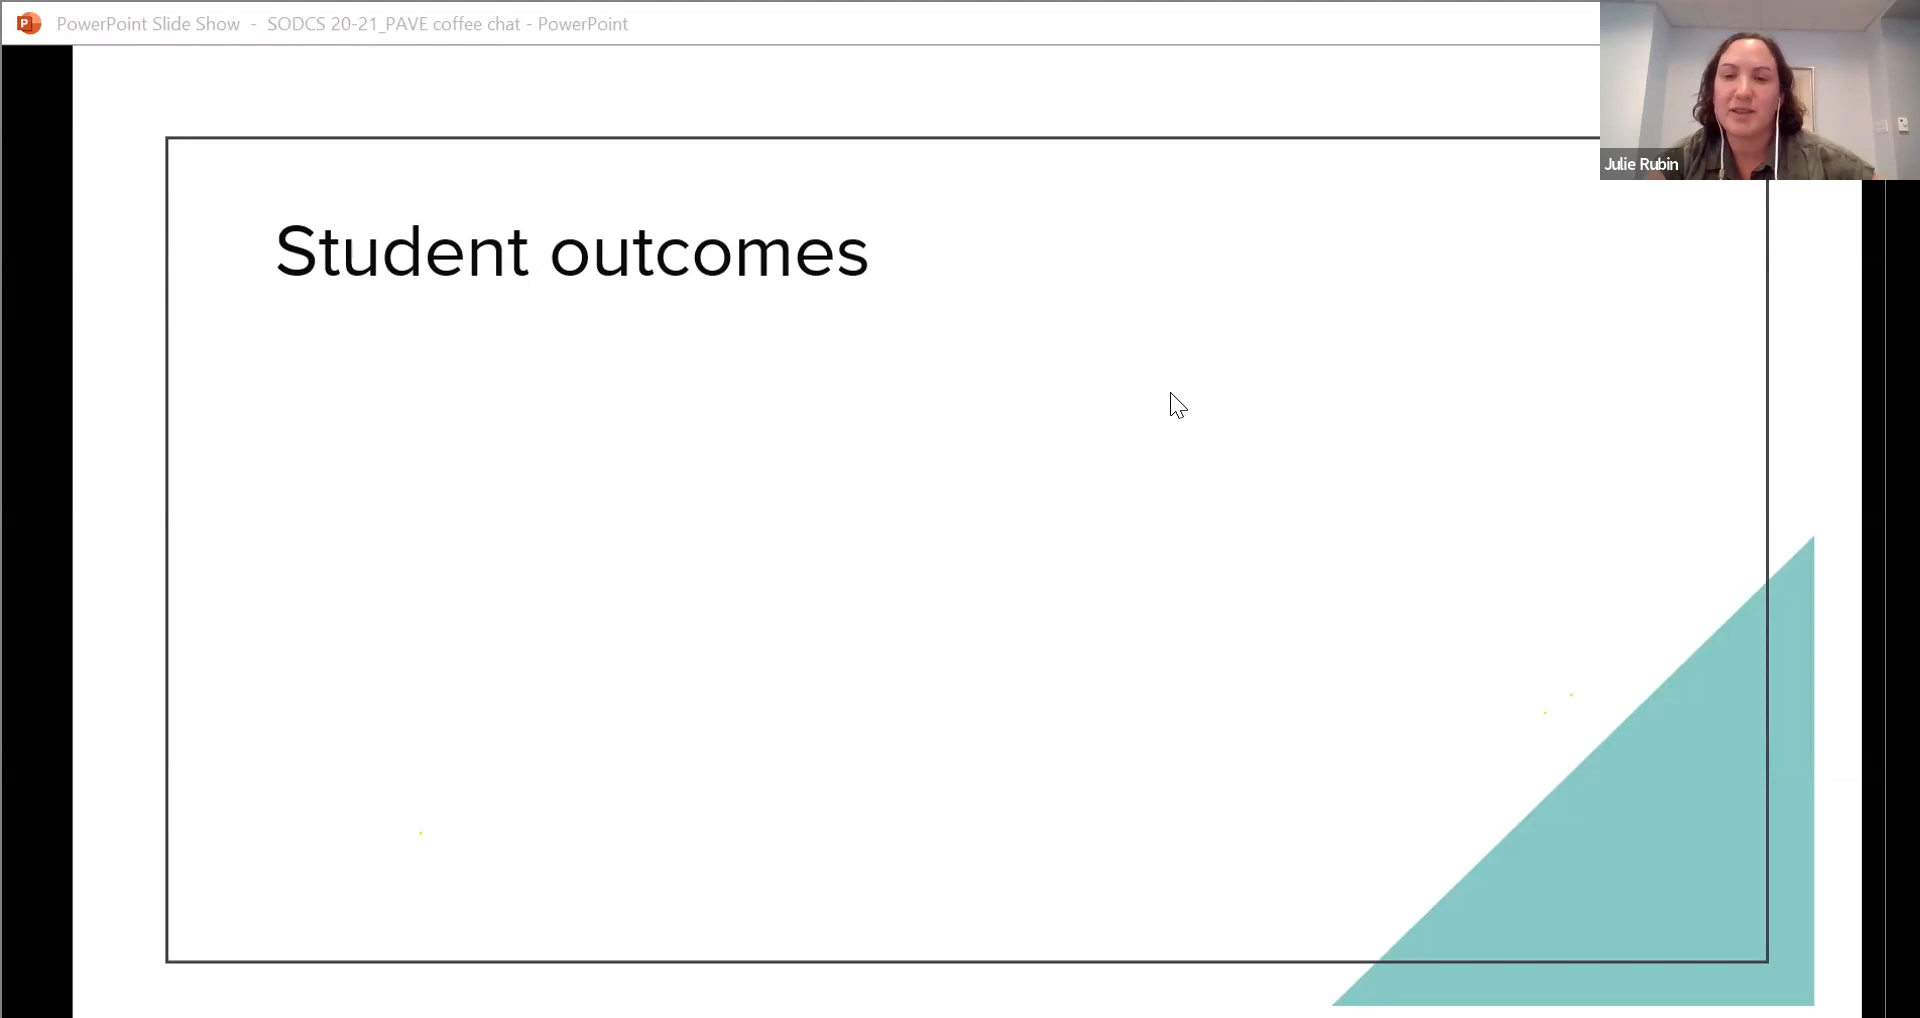 PowerPoint Slide Show - SODCS 20-21_PAVE coffee chat - PowerPoint
Julie Rubin
Student outcomes